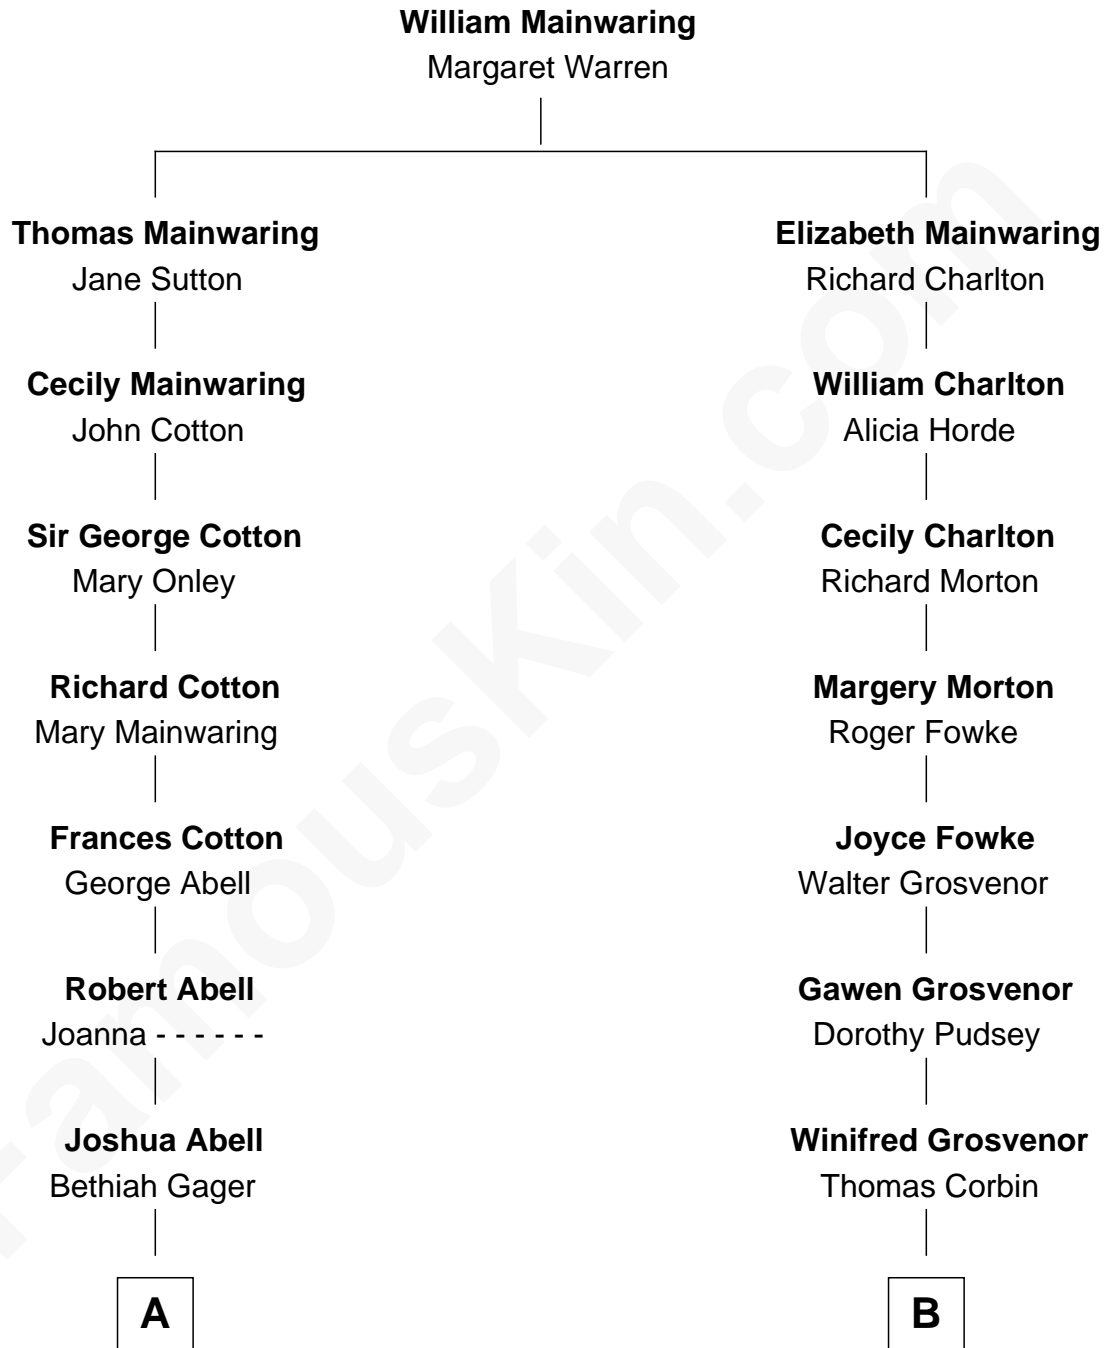 William Mainwaring
Margaret Warren
Thomas Mainwaring
Jane Sutton
Elizabeth Mainwaring
Richard Charlton
Cecily Mainwaring
John Cotton
William Charlton
Alicia Horde
Sir George Cotton
Mary Onley
Cecily Charlton
Richard Morton
Richard Cotton
Mary Mainwaring
Margery Morton
Roger Fowke
Frances Cotton
George Abell
Joyce Fowke
Walter Grosvenor
Robert Abell
Joanna - - - - - -
Gawen Grosvenor
Dorothy Pudsey
Joshua Abell
Bethiah Gager
Winifred Grosvenor
Thomas Corbin
A
B
FamousKin.com